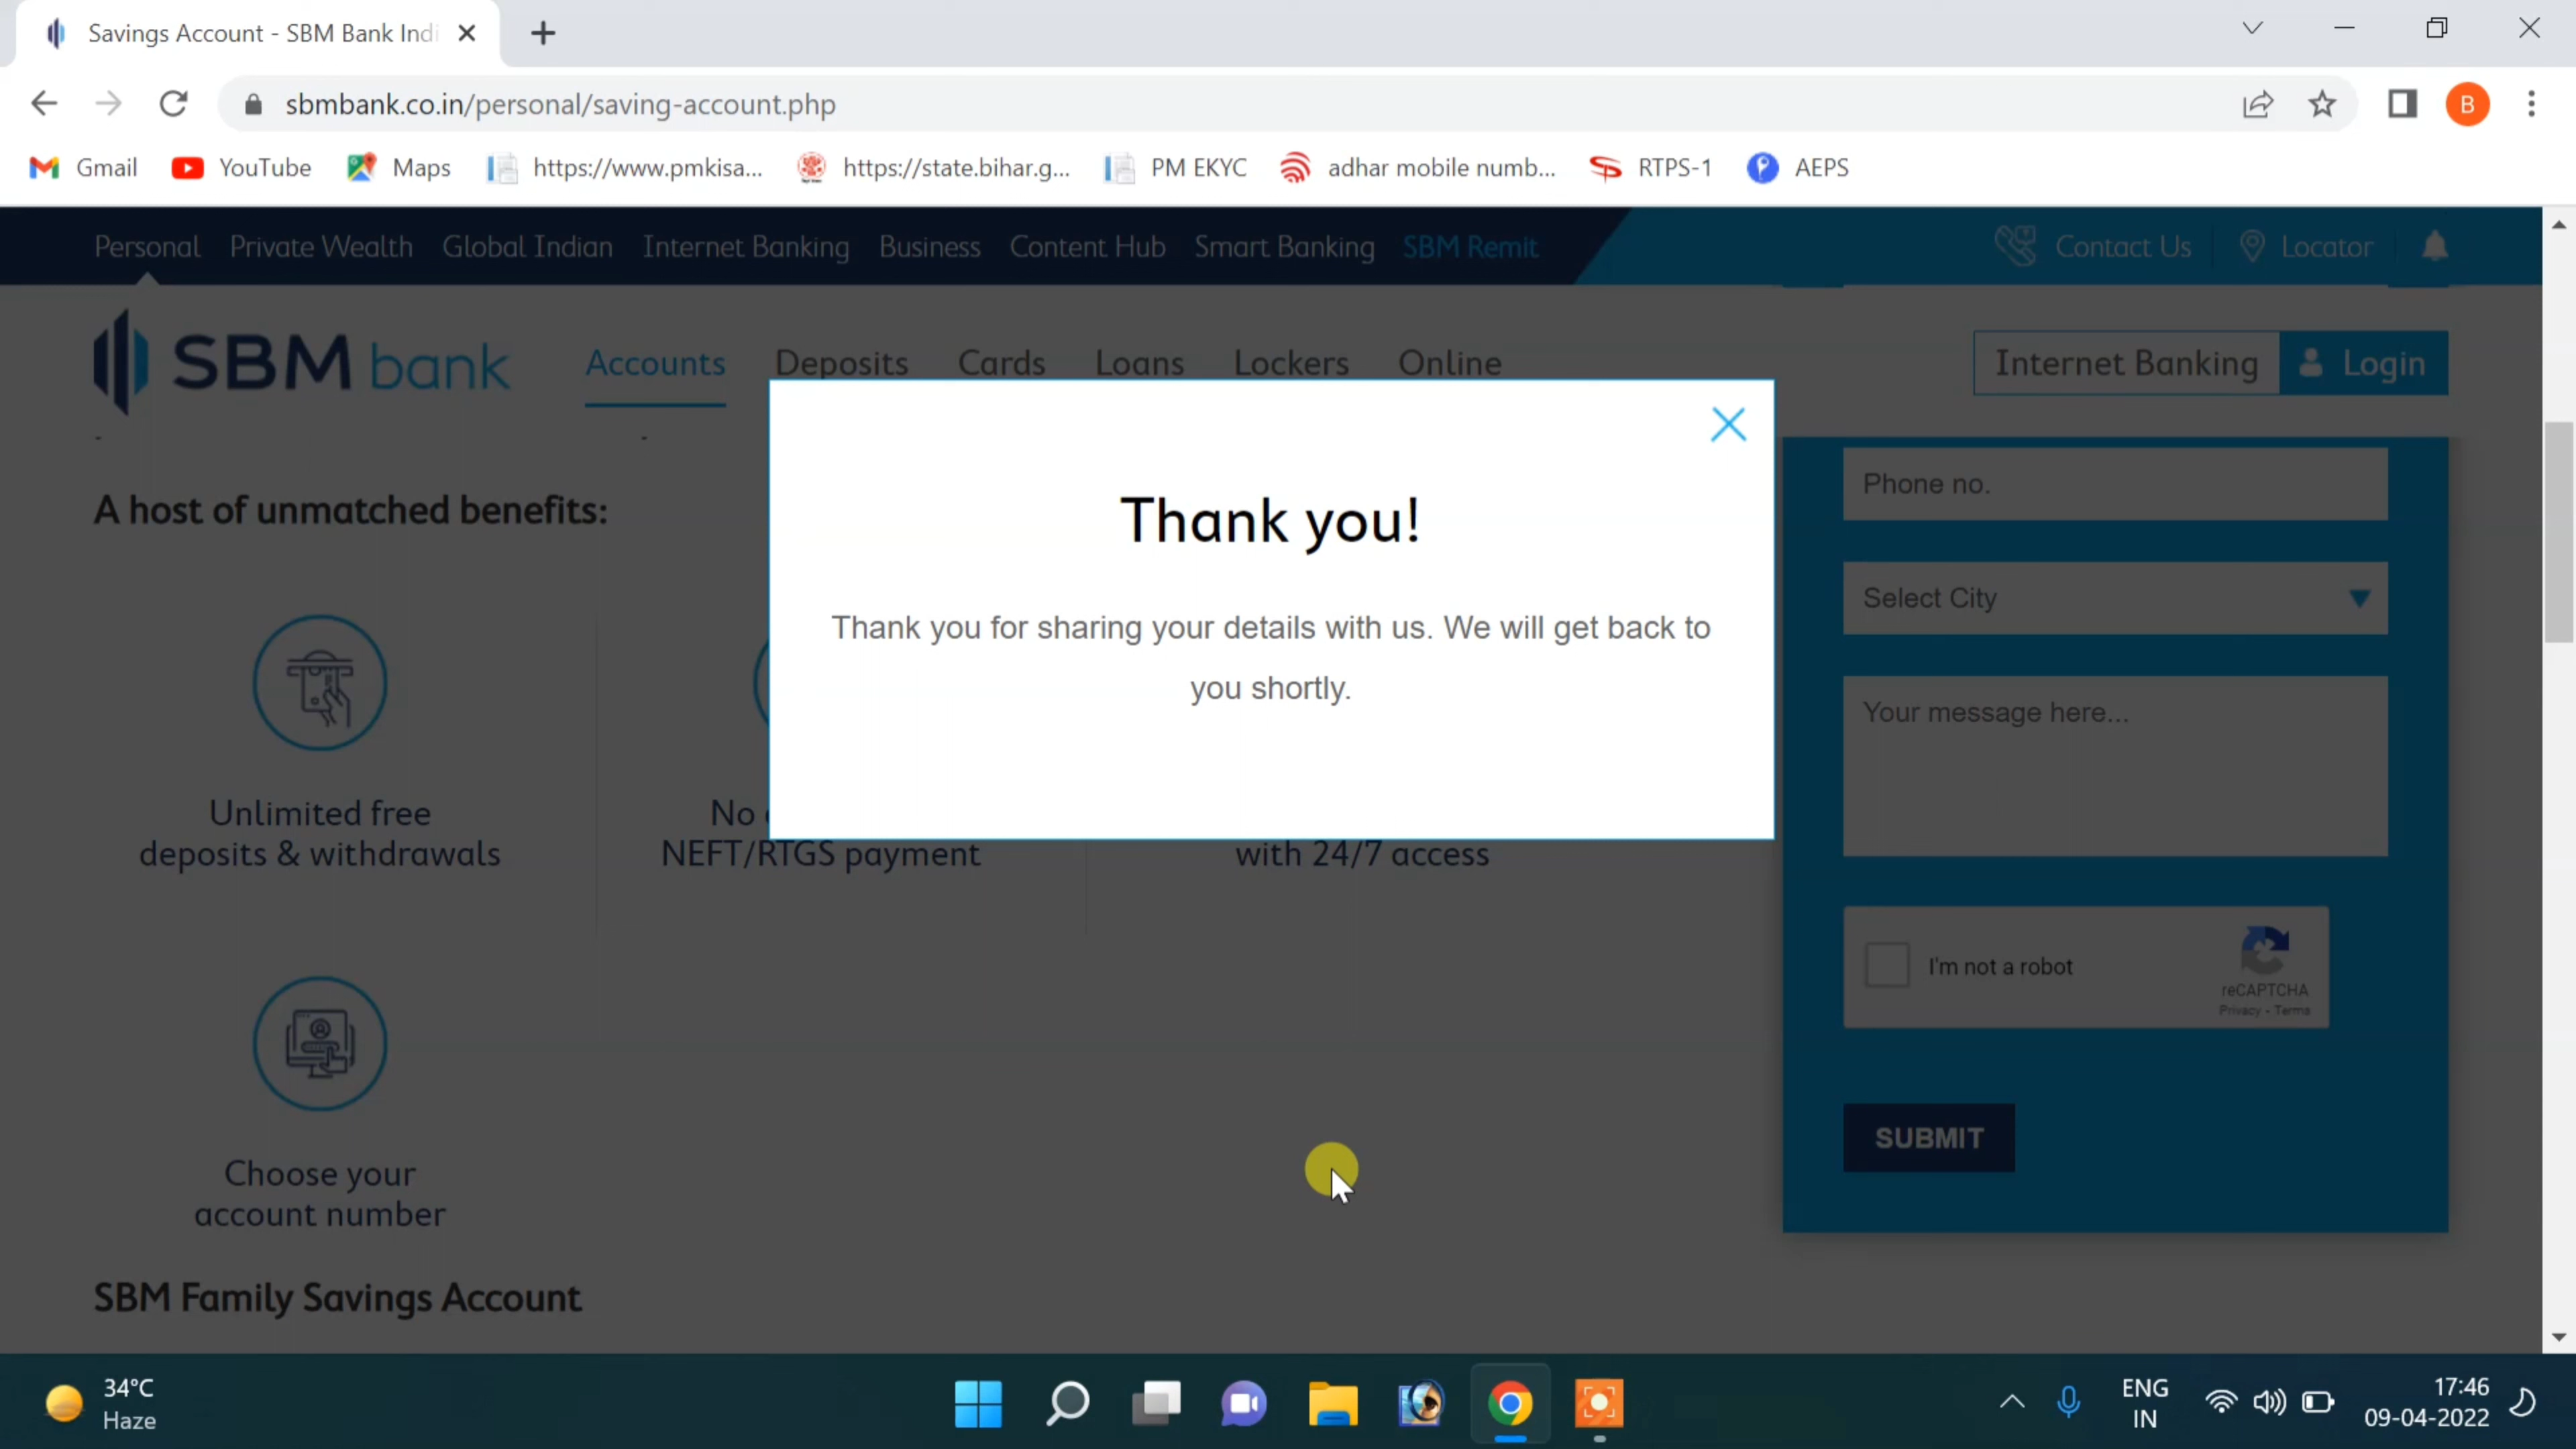 Savings Account - SBM Bank Indi
sbmbank.co.in/personal/saving-account.php
B
Gmail
YouTube
Maps
https://www.pmkisa...
https://state.bihar.g...
PM EKYC
adhar mobile numb...
RTPS-1
AEPS
Personal
Private Wealth
Global Indian
Internet Banking
Business
Content Hub
Smart Banking
SBM Remit
Contact Us
Locator
SBM bank
Accounts
Deposits
Cards
Loans
Lockers
Online
Internet Banking
Login
A host of unmatched benefits:
Thank you!
Thank you for sharing your details with us. We will get back to
you shortly.
Phone no.
Select City
Your message here...
Unlimited free
deposits & withdrawals
No
NEFT/RTGS payment
with 24/7 access
I'm not a robot
reCAPTCHA
Privacy - Terms
SUBMIT
Choose your
account number
SBM Family Savings Account
34°C
Haze
ENG
IN
17:46
09-04-2022